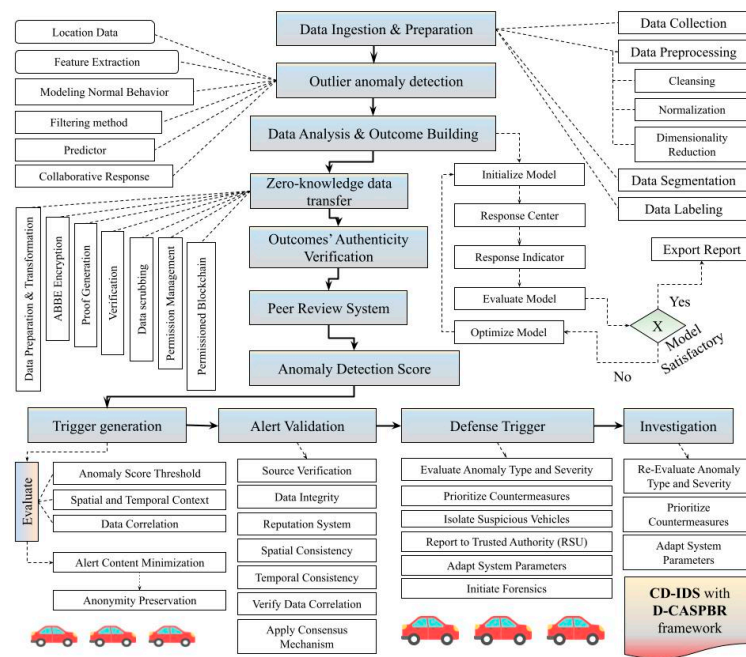 Location Data
Feature Extraction
Modeling Normal Behavior
Filtering method
Predictor
Collaborative Response
Data Ingestion & Preparation
Outlier anomaly detection
Data Analysis & Outcome Building
Zero-knowledge data
transfer
Outcomes' Authenticity
Verification
Peer Review System
Anomaly Detection Score
Data Collection
Data Preprocessing
Cleansing
Normalization
Dimensionality
Reduction
Data Segmentation
Data Labeling
Initialize Model
Response Center
Response Indicator
Evaluate Model
Optimize Model
Export Report
Yes
X
Model
Satisfactory
No
Data Preparation & Transformation
ABBE Encryption
Proof Generation
Verification
Data scrubbing
Permission Management
Permissioned Blockchain
Trigger generation
Alert Validation
Defense Trigger
Investigation
Evaluate
Anomaly Score Threshold
Spatial and Temporal Context
Data Correlation
Alert Content Minimization
Anonymity Preservation
Source Verification
Data Integrity
Reputation System
Spatial Consistency
Temporal Consistency
Verify Data Correlation
Apply Consensus
Mechanism
Evaluate Anomaly Type and Severity
Prioritize Countermeasures
Isolate Suspicious Vehicles
Report to Trusted Authority (RSU)
Adapt System Parameters
Initiate Forensics
Re-Evaluate Anomaly
Type and Severity
Prioritize
Countermeasures
Adapt System
Parameters
CD-IDS with
D-CASPBR
framework